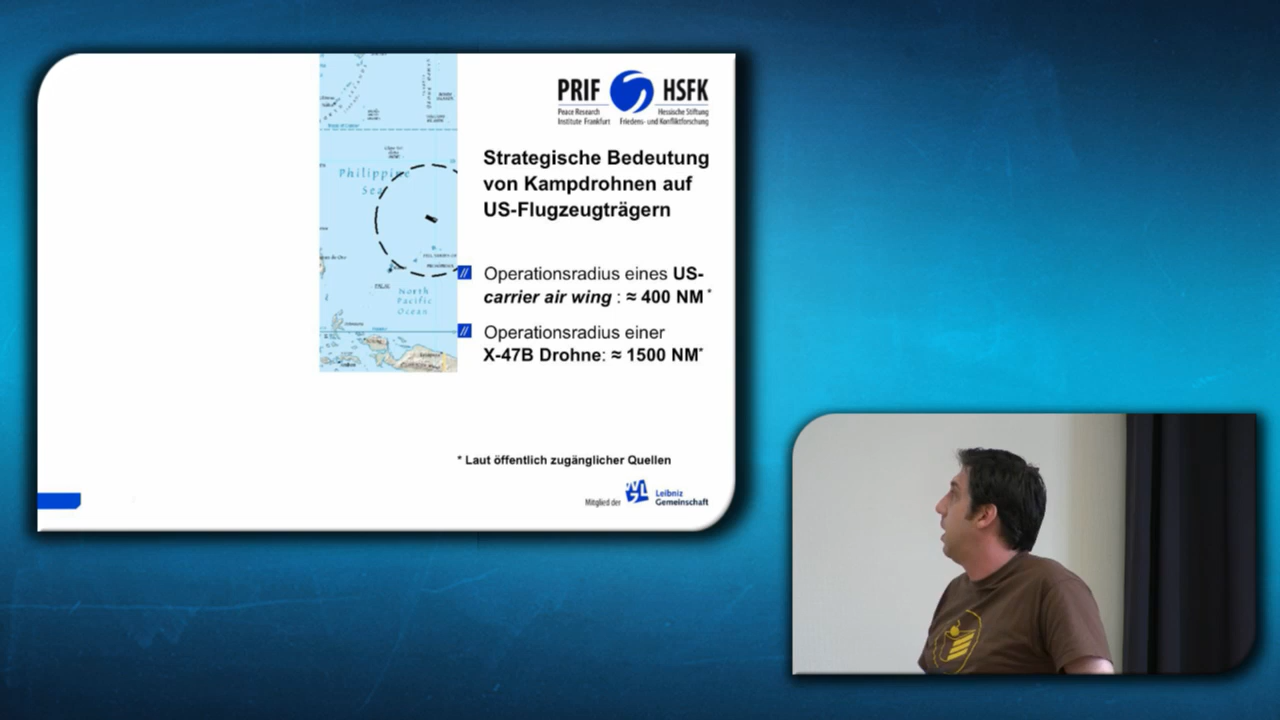 PRIF HSFK
Peace Research Hessische Stiftung
Institute Frankfurt Friedens- und Konfliktforschung
Strategische Bedeutung
von Kampdrohnen auf
US-Flugzeugträgern
// Operationsradius eines US-
carrier air wing : ≈ 400 NM *
// Operationsradius einer
X-47B Drohne: ≈ 1500 NM*
Philippine
Sea
North
Pacific
Ocean
* Laut öffentlich zugänglicher Quellen
Mitglied der Leibniz
Gemeinschaft